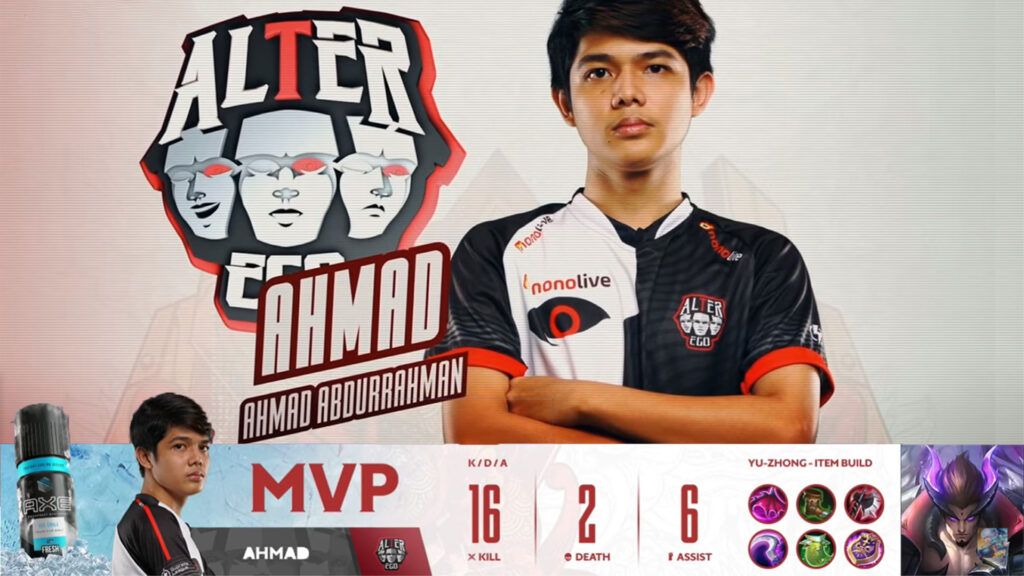 ALTER
EGO
AHMAD
AHMAD ABDURRAHMAN
nonolive
nonolive
nonolive
ALTER
EGO
AXE
FRESH
MVP
AHMAD
ALTER
EGO
K/D/A
16
KILL
2
DEATH
6
ASSIST
YU-ZHONG - ITEM BUILD